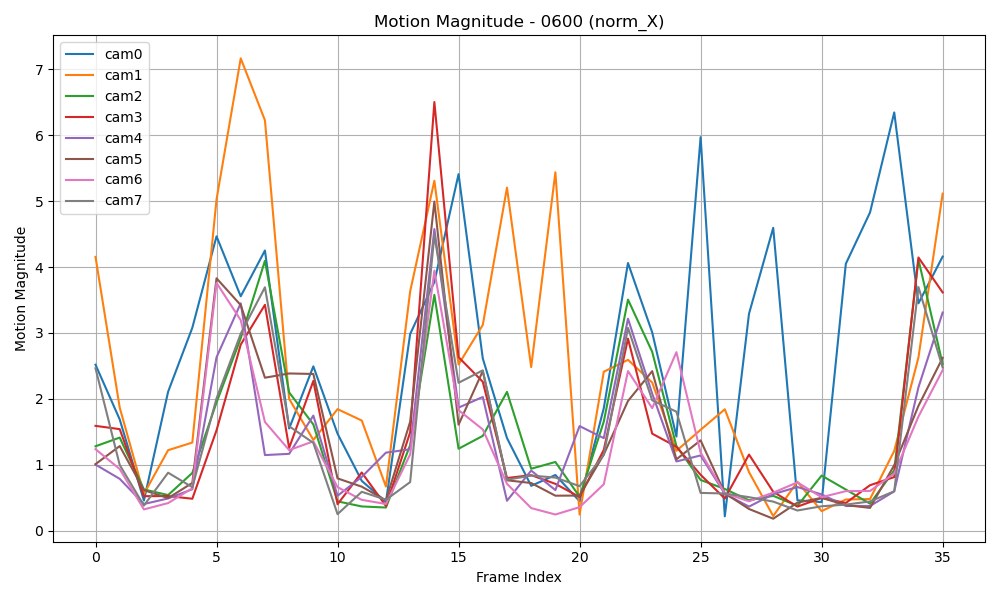 Motion Magnitude - 0600 (norm_X)
cam0
cam1
cam2
cam3
cam4
cam5
cam6
cam7
Motion Magnitude
7
6
5
4
3
2
1
0
0 5 10 15 20 25 30 35
Frame Index